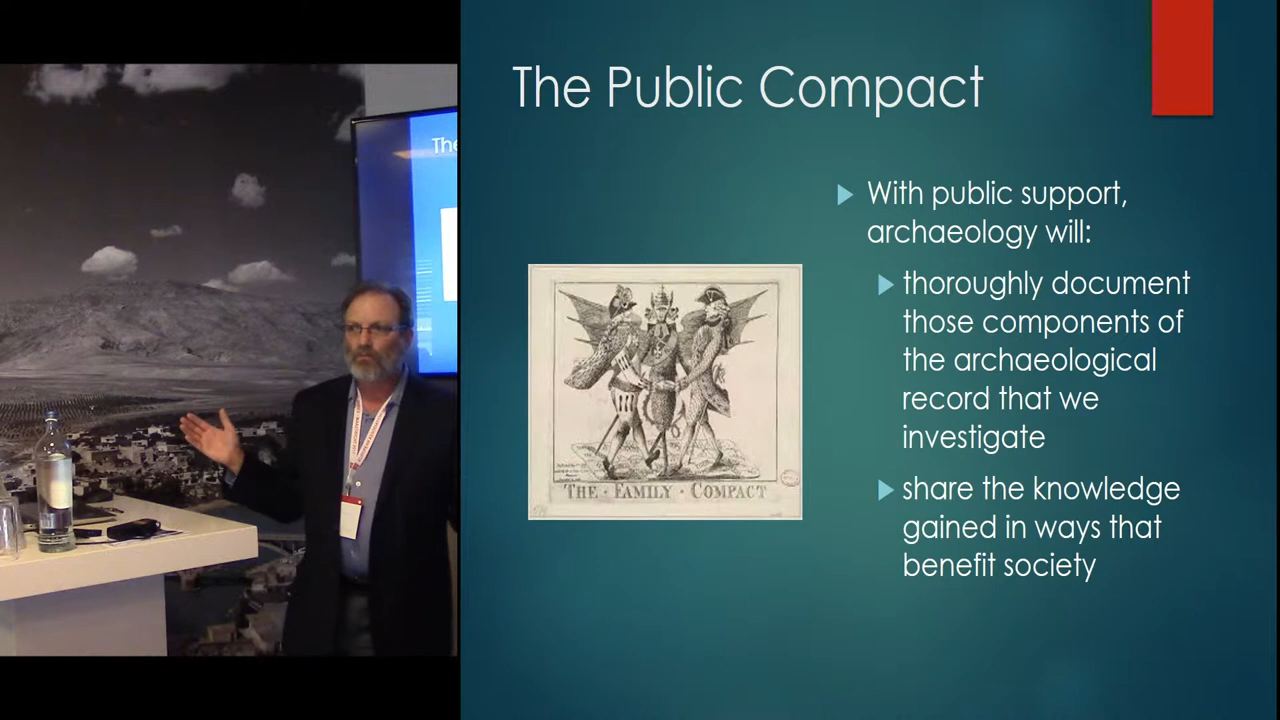 The Public Compact
The
With public support,
archaeology will:
thoroughly document
those components of
the archaeological
record that we
investigate
share the knowledge
gained in ways that
benefit society
THE · FAMILY · COMPACT